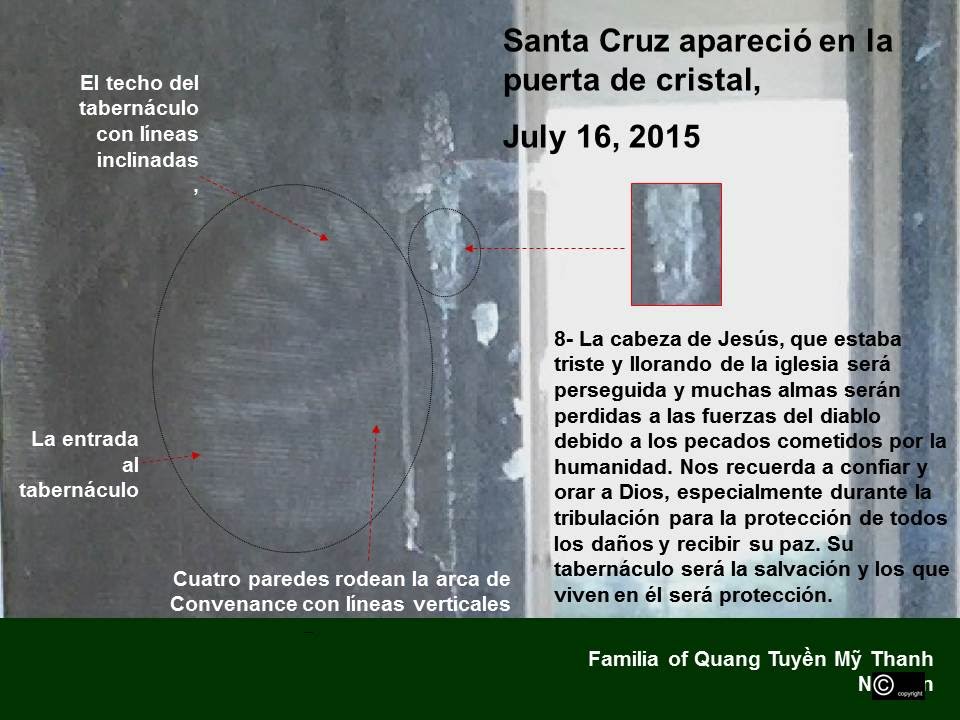 Santa Cruz apareció en la
puerta de cristal,
July 16, 2015
El techo del
tabernáculo
con líneas
inclinadas
,
8- La cabeza de Jesús, que estaba
triste y llorando de la iglesia será
perseguida y muchas almas serán
perdidas a las fuerzas del diablo
debido a los pecados cometidos por la
humanidad. Nos recuerda a confiar y
orar a Dios, especialmente durante la
tribulación para la protección de todos
los daños y recibir su paz. Su
tabernáculo será la salvación y los que
viven en él será protección.
La entrada
al
tabernáculo
Cuatro paredes rodean la arca de
Convenance con líneas verticales
Familia of Quang Tuyền Mỹ Thanh
© copyright